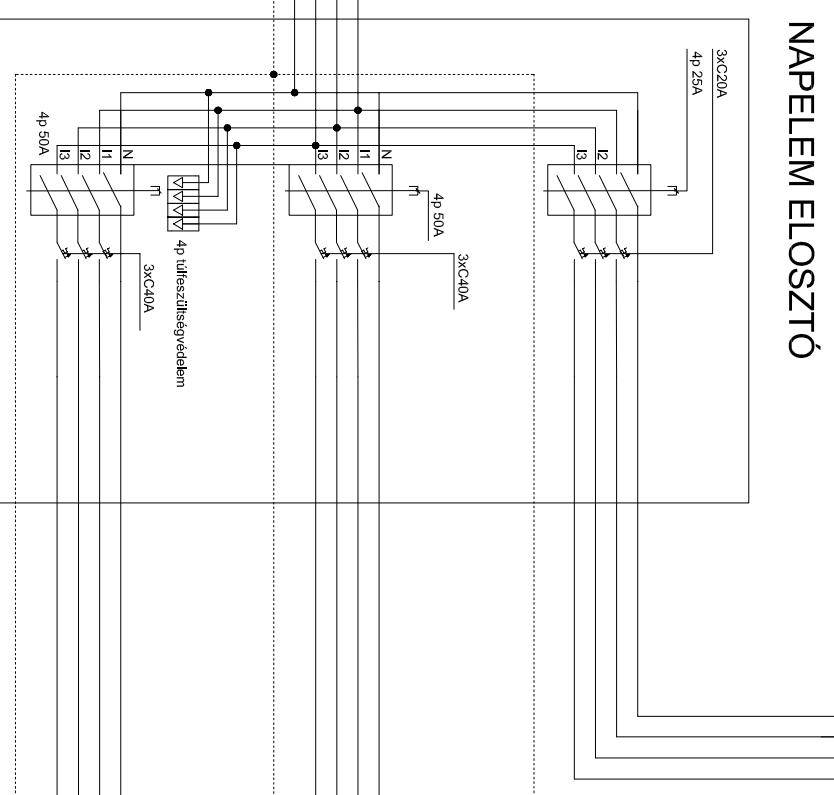 NAPELEM ELOSZTÓ
3xC20A
4p 25A
4p 50A
I3
I2
I1
N
I3
I2
I1
N
I3
I2
4p 50A
4p túlfeszültségvédelem
3xC40A
3xC40A